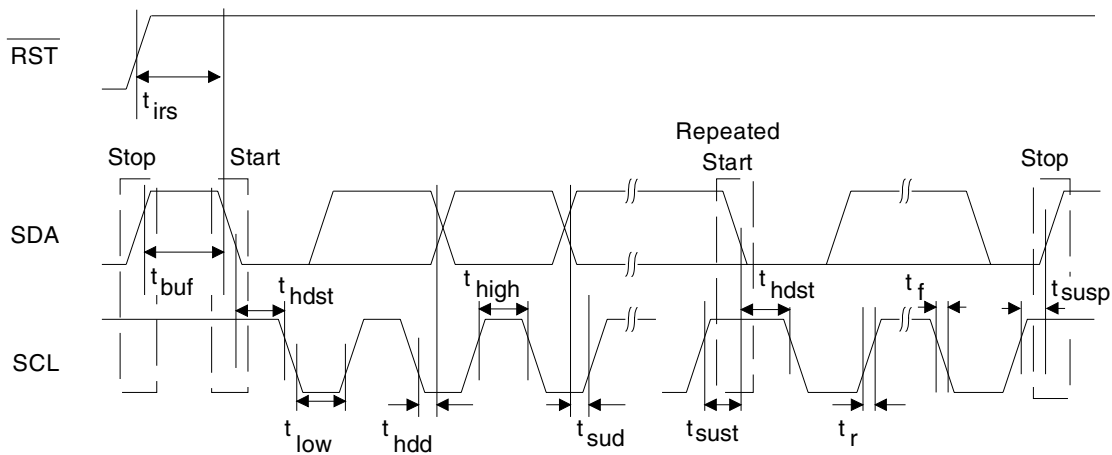 RST
t irs
Repeated
Stop Start Start Stop
SDA
t buf t hdst t high t hdst t f t susp
SCL
t low t hdd t sud t sust t r